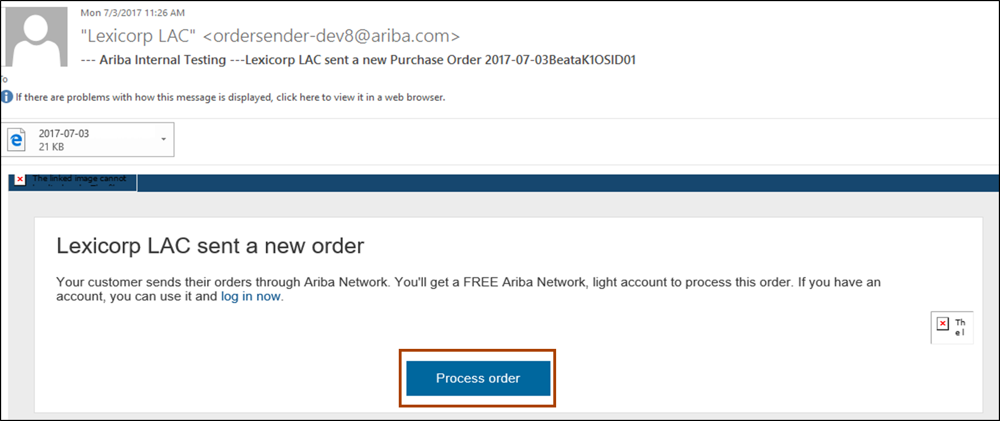 Mon 7/3/2017 11:26 AM
"Lexicorp LAC" <ordersender-dev8@ariba.com>
--- Ariba Internal Testing ---Lexicorp LAC sent a new Purchase Order 2017-07-03BeataK1OSID01
To
If there are problems with how this message is displayed, click here to view it in a web browser.
2017-07-03
21 KB
The linked image cannot
Lexicorp LAC sent a new order
Your customer sends their orders through Ariba Network. You'll get a FREE Ariba Network, light account to process this order. If you have an
account, you can use it and log in now.
Th
e l
Process order